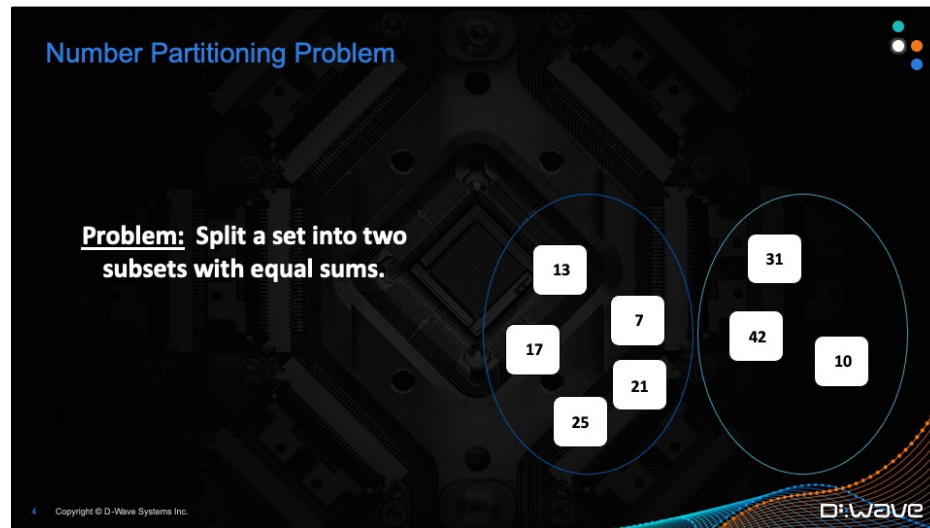 Number Partitioning Problem
Problem: Split a set into two
subsets with equal sums.
13
7
17
21
25
31
42
10
4 Copyright © D-Wave Systems Inc.
D:Wave